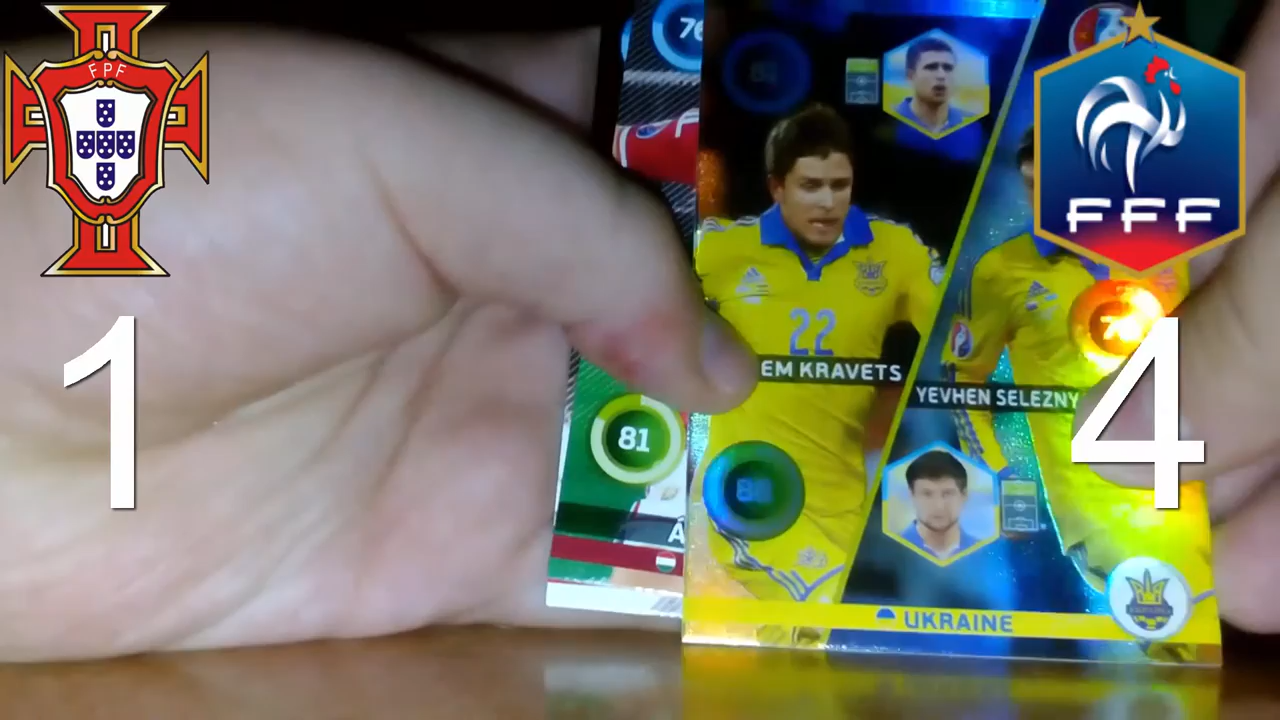 FPF
1
76
EM KRAVETS
22
YEVHEN SELEZNY
81
UKRAINE
FFF
4